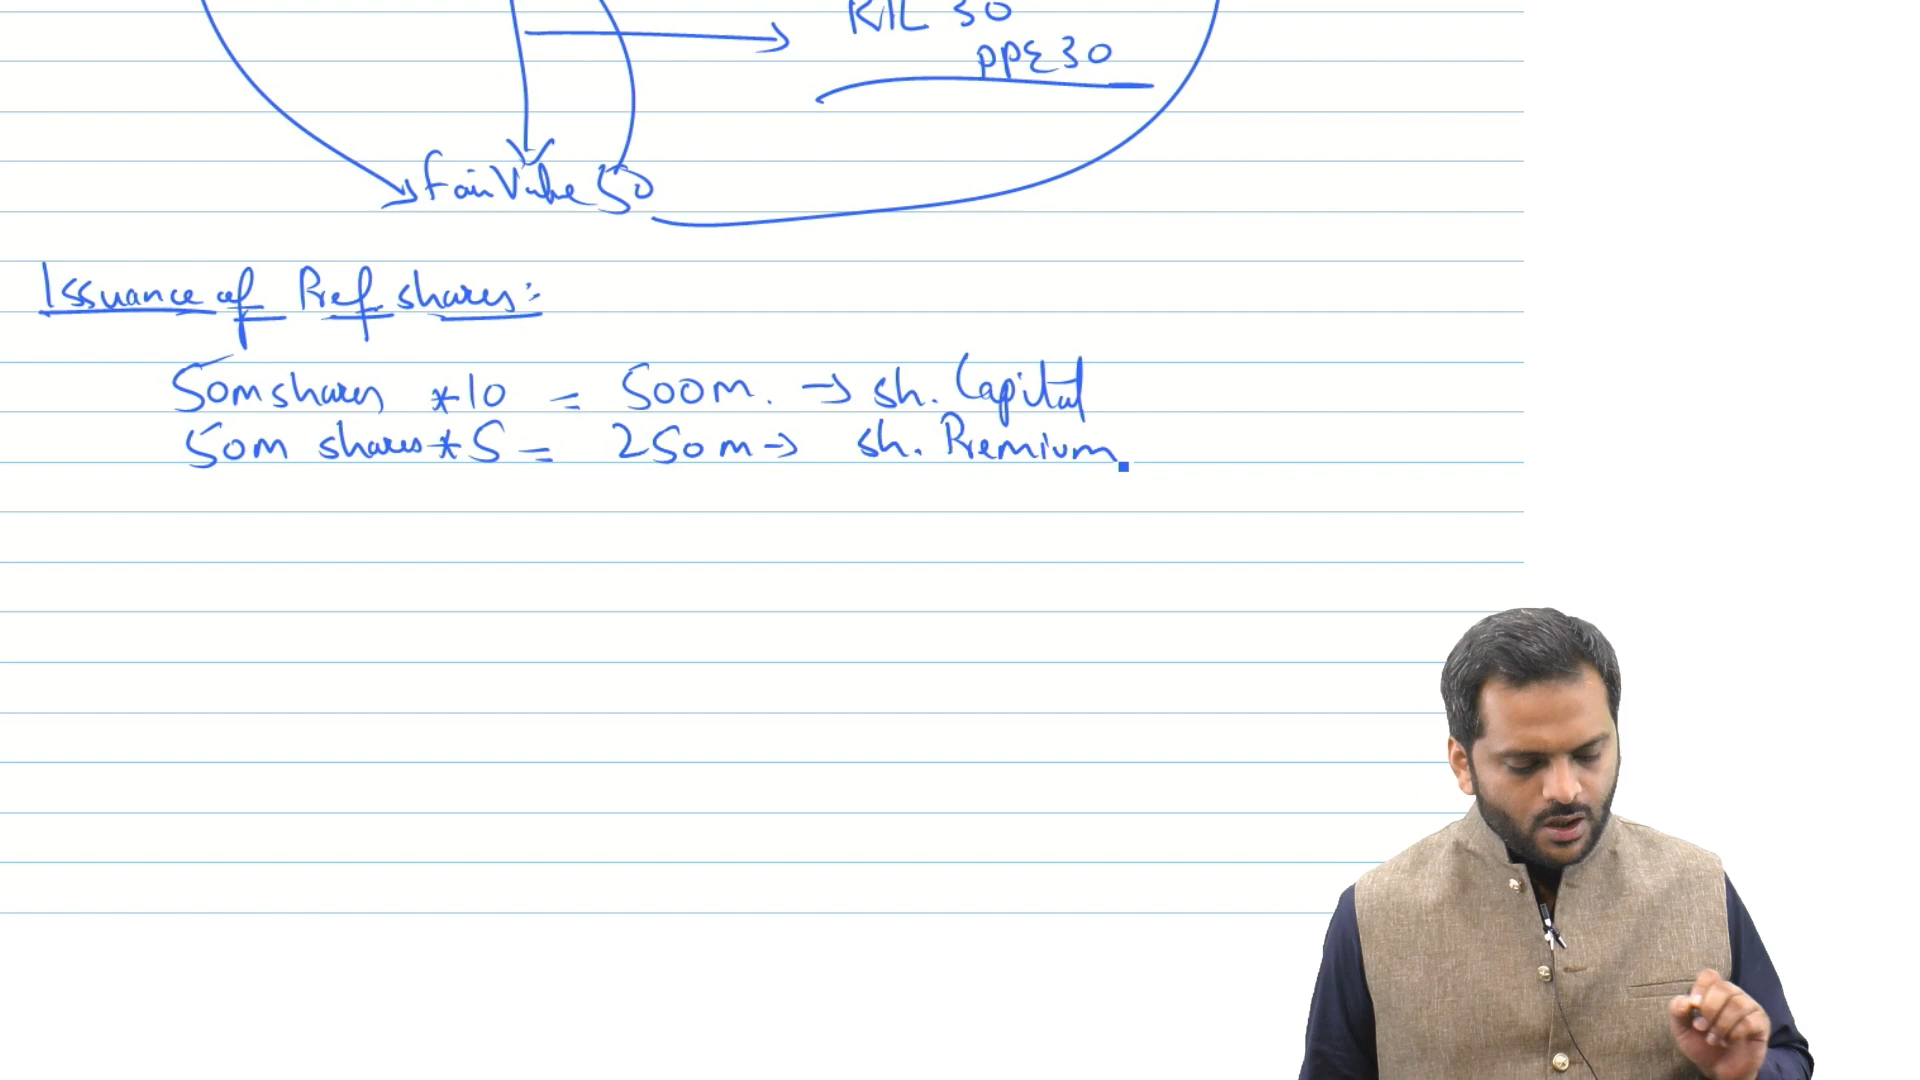 30
PPE 30
Fair Value 50
Issuance of Pref shares:
50m shares *10 = 500m. → sh. Capital
50m shares *5 = 250m → sh. Premium.